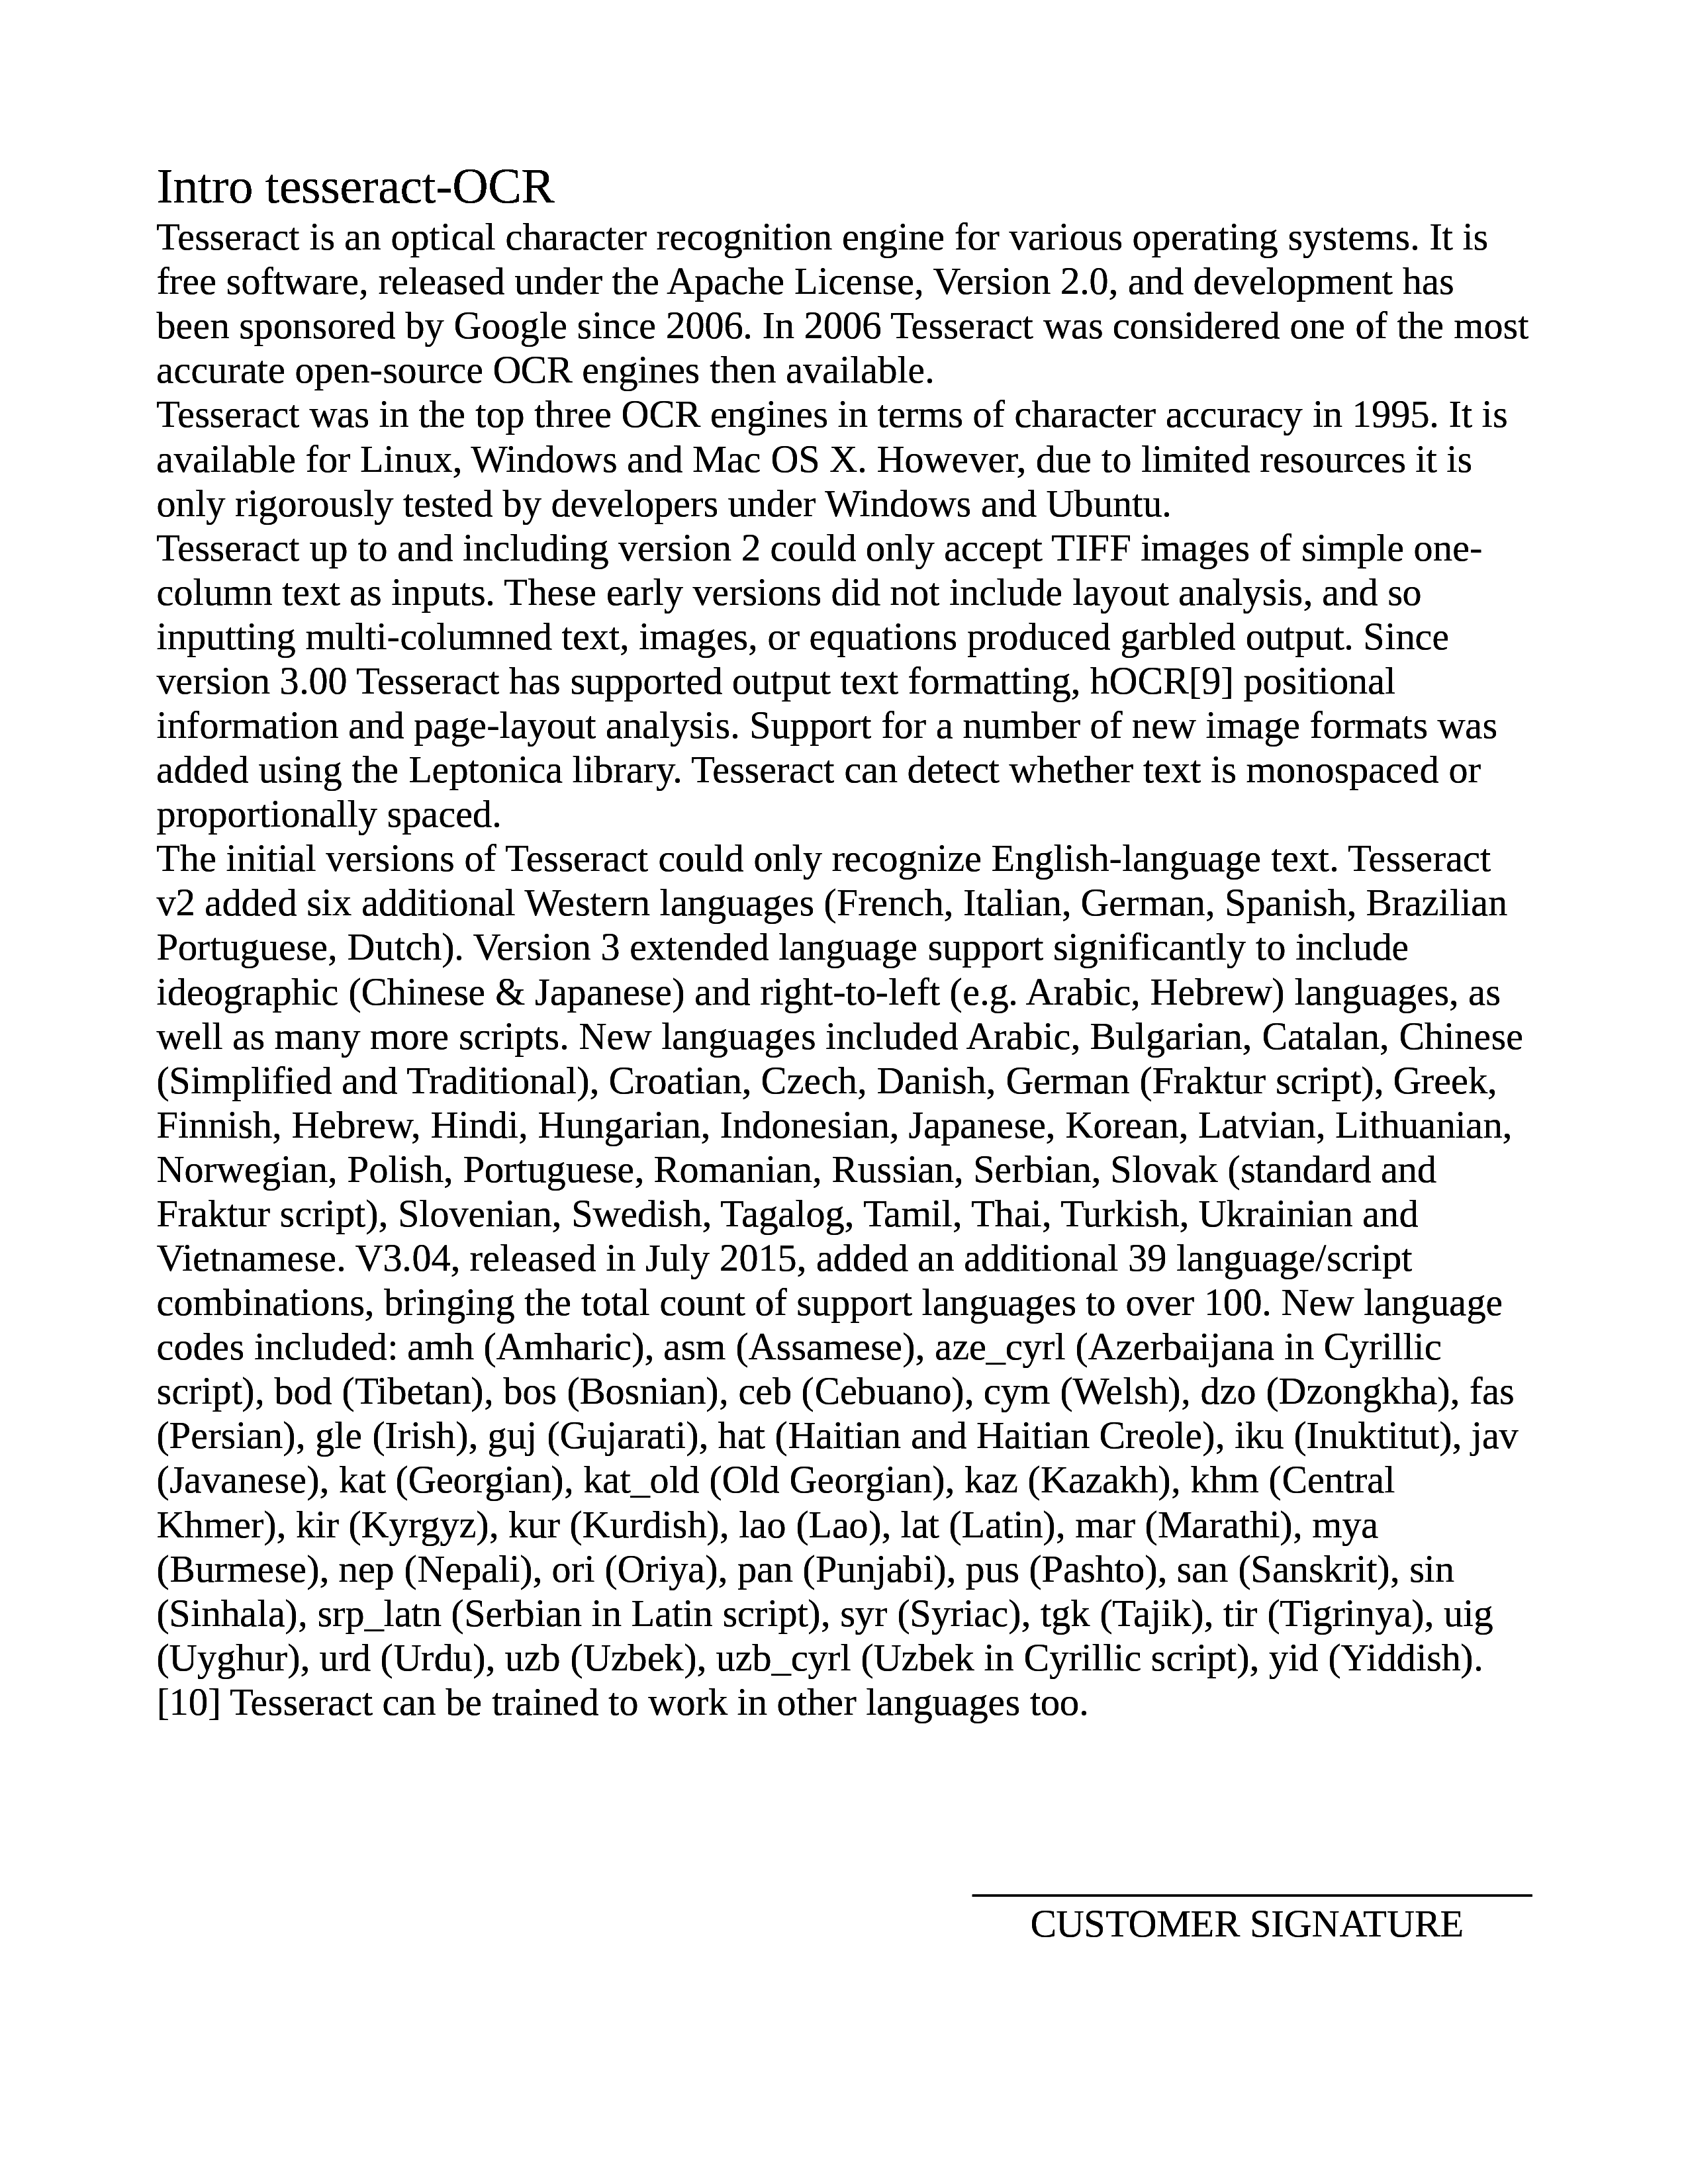 Intro tesseract-OCR
Tesseract is an optical character recognition engine for various operating systems. It is
free software, released under the Apache License, Version 2.0, and development has
been sponsored by Google since 2006. In 2006 Tesseract was considered one of the most
accurate open-source OCR engines then available.
Tesseract was in the top three OCR engines in terms of character accuracy in 1995. It is
available for Linux, Windows and Mac OS X. However, due to limited resources it is
only rigorously tested by developers under Windows and Ubuntu.
Tesseract up to and including version 2 could only accept TIFF images of simple one-
column text as inputs. These early versions did not include layout analysis, and so
inputting multi-columned text, images, or equations produced garbled output. Since
version 3.00 Tesseract has supported output text formatting, hOCR[9] positional
information and page-layout analysis. Support for a number of new image formats was
added using the Leptonica library. Tesseract can detect whether text is monospaced or
proportionally spaced.
The initial versions of Tesseract could only recognize English-language text. Tesseract
v2 added six additional Western languages (French, Italian, German, Spanish, Brazilian
Portuguese, Dutch). Version 3 extended language support significantly to include
ideographic (Chinese & Japanese) and right-to-left (e.g. Arabic, Hebrew) languages, as
well as many more scripts. New languages included Arabic, Bulgarian, Catalan, Chinese
(Simplified and Traditional), Croatian, Czech, Danish, German (Fraktur script), Greek,
Finnish, Hebrew, Hindi, Hungarian, Indonesian, Japanese, Korean, Latvian, Lithuanian,
Norwegian, Polish, Portuguese, Romanian, Russian, Serbian, Slovak (standard and
Fraktur script), Slovenian, Swedish, Tagalog, Tamil, Thai, Turkish, Ukrainian and
Vietnamese. V3.04, released in July 2015, added an additional 39 language/script
combinations, bringing the total count of support languages to over 100. New language
codes included: amh (Amharic), asm (Assamese), aze_cyrl (Azerbaijana in Cyrillic
script), bod (Tibetan), bos (Bosnian), ceb (Cebuano), cym (Welsh), dzo (Dzongkha), fas
(Persian), gle (Irish), guj (Gujarati), hat (Haitian and Haitian Creole), iku (Inuktitut), jav
(Javanese), kat (Georgian), kat_old (Old Georgian), kaz (Kazakh), khm (Central
Khmer), kir (Kyrgyz), kur (Kurdish), lao (Lao), lat (Latin), mar (Marathi), mya
(Burmese), nep (Nepali), ori (Oriya), pan (Punjabi), pus (Pashto), san (Sanskrit), sin
(Sinhala), srp_latn (Serbian in Latin script), syr (Syriac), tgk (Tajik), tir (Tigrinya), uig
(Uyghur), urd (Urdu), uzb (Uzbek), uzb_cyrl (Uzbek in Cyrillic script), yid (Yiddish).
[10] Tesseract can be trained to work in other languages too.
CUSTOMER SIGNATURE